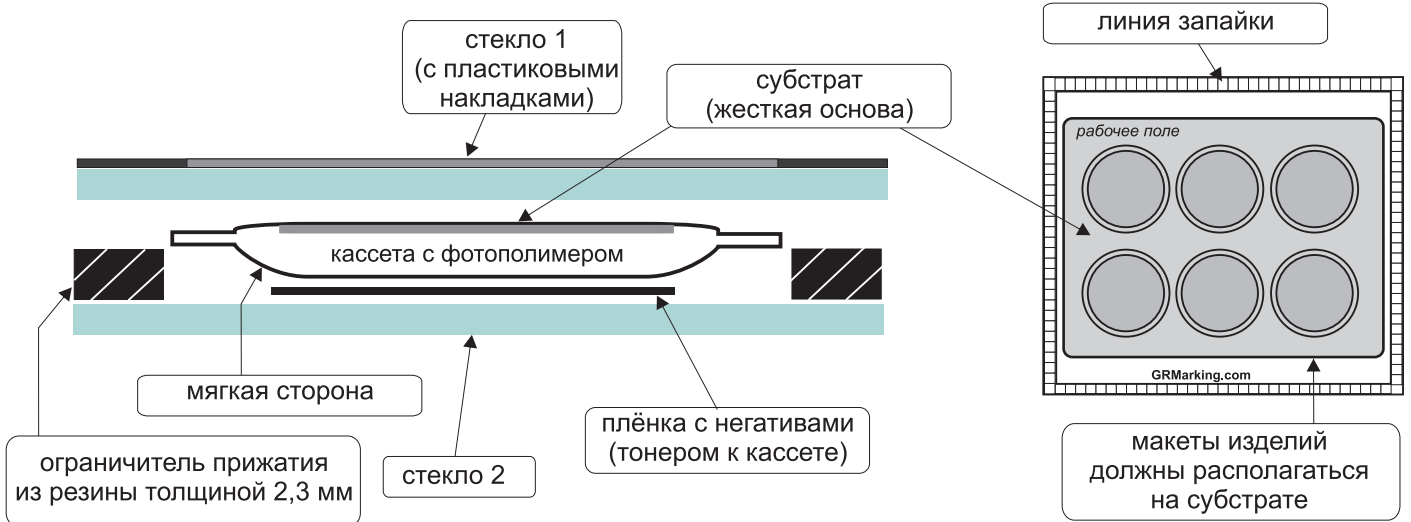 стекло 1
(с пластиковыми
накладками)
субстрат
(жесткая основа)
линия запайки
рабочее поле
кассета с фотополимером
GRMarking.com
мягкая сторона
плёнка с негативами
(тонером к кассете)
ограничитель прижатия
из резины толщиной 2,3 мм
стекло 2
макеты изделий
должны располагаться
на субстрате